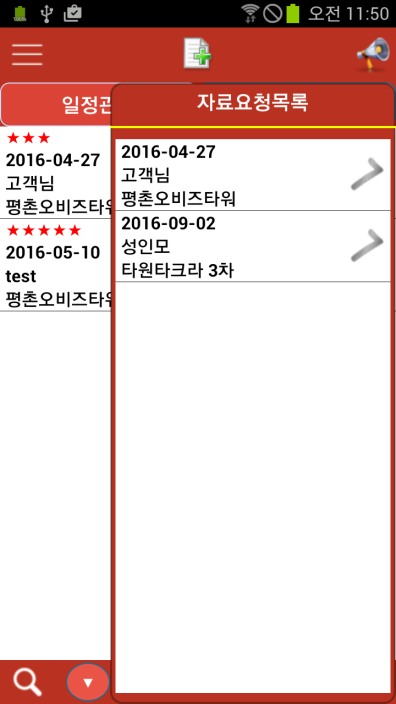 오전 11:50
일정관
자료요청목록
★★★
2016-04-27
고객님
평촌오비즈타워
★★★★★
2016-05-10
test
평촌오비즈타워
2016-04-27
고객님
평촌오비즈타워
2016-09-02
성인모
타원타크라 3차
▼